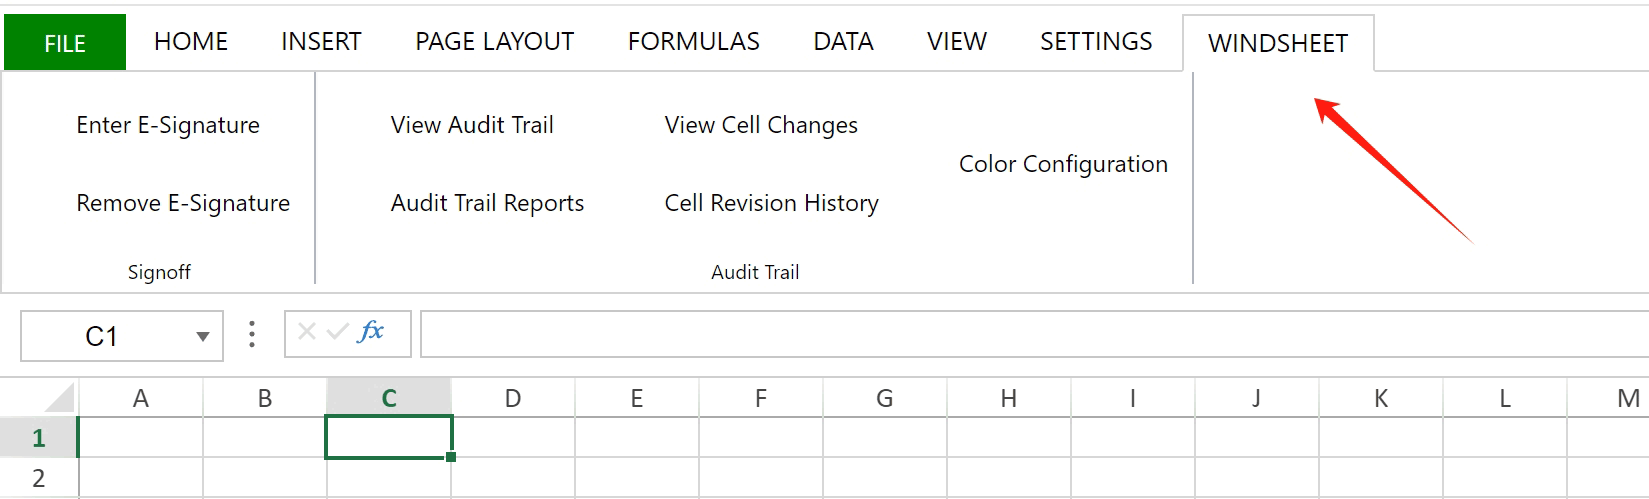 FILE HOME INSERT PAGE LAYOUT FORMULAS DATA VIEW SETTINGS WINDSHEET
Enter E-Signature View Audit Trail View Cell Changes
Color Configuration
Remove E-Signature Audit Trail Reports Cell Revision History
Signoff Audit Trail
C1 fx
A B C D E F G H I J K L M
1
2